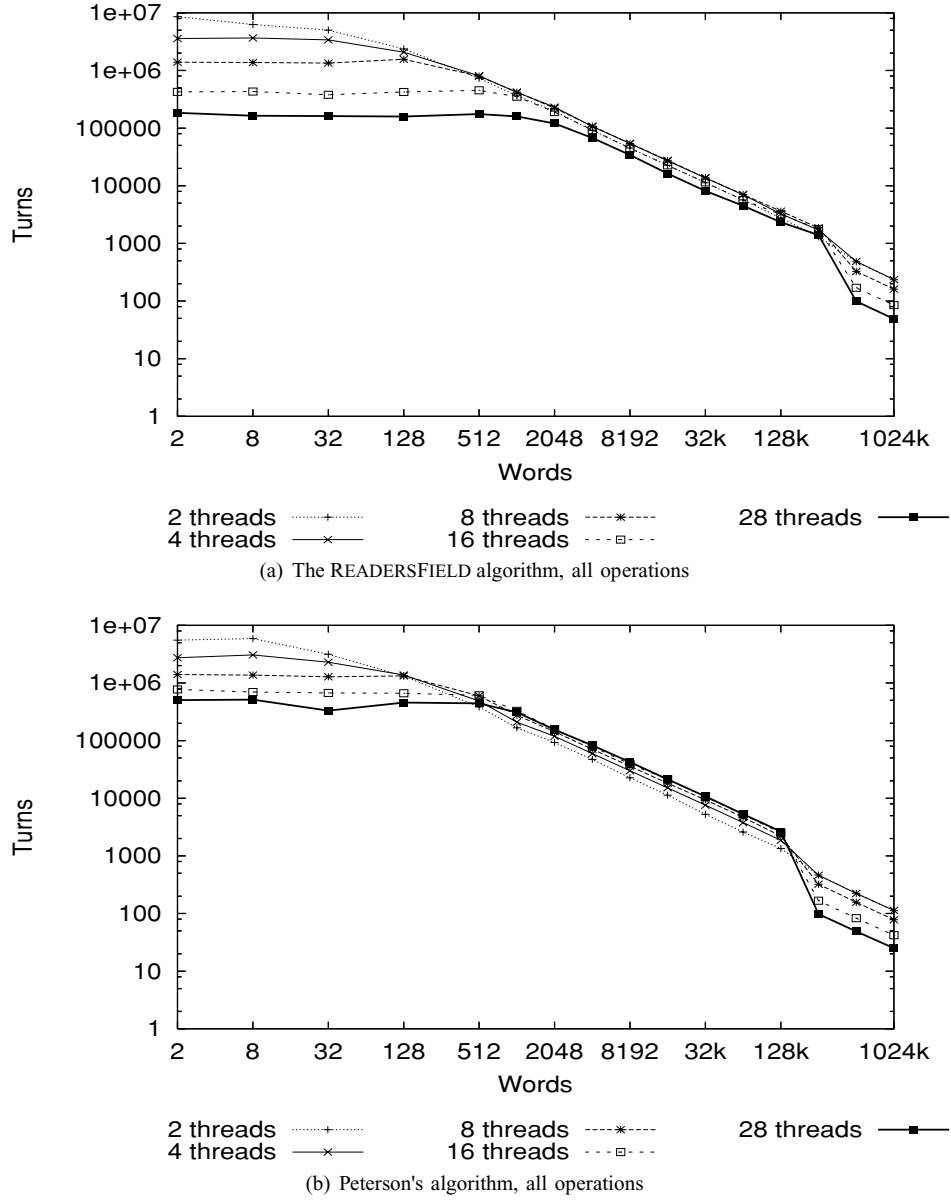 1e+07
1e+06
100000
10000
1000
100
10
1
Turns
2 8 32 128 512 2048 8192 32k 128k 1024k
Words
2 threads 8 threads 28 threads
4 threads 16 threads
(a) The READERSFIELD algorithm, all operations
1e+07
1e+06
100000
10000
1000
100
10
1
Turns
2 8 32 128 512 2048 8192 32k 128k 1024k
Words
2 threads 8 threads 28 threads
4 threads 16 threads
(b) Peterson's algorithm, all operations